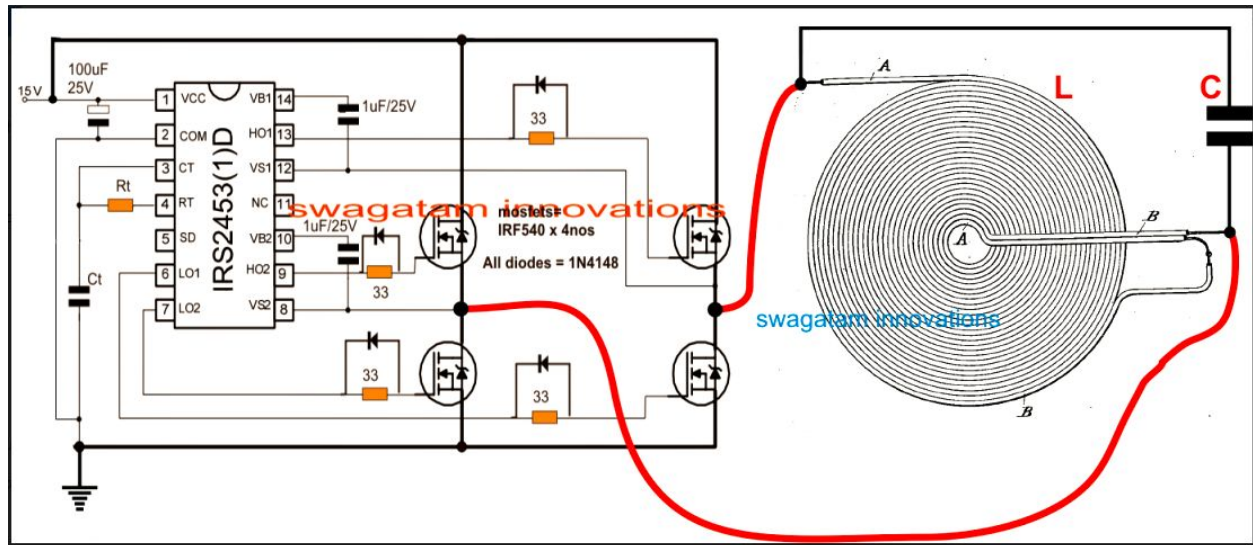 15 V
100uF
25V
1 VCC
2 COM
3 CT
4 RT
5 SD
6 LO1
7 LO2
IRS2453(1)D
VB1 14
HO1 13
VS1 12
NC 11
VB2 10
HO2 9
VS2 8
Rt
Ct
1uF/25V
33
1uF/25V
33
33
33
swagatam innovations
mosfets=
IRF540 x 4nos
All diodes = 1N4148
A
L
C
A
B
B
swagatam innovations